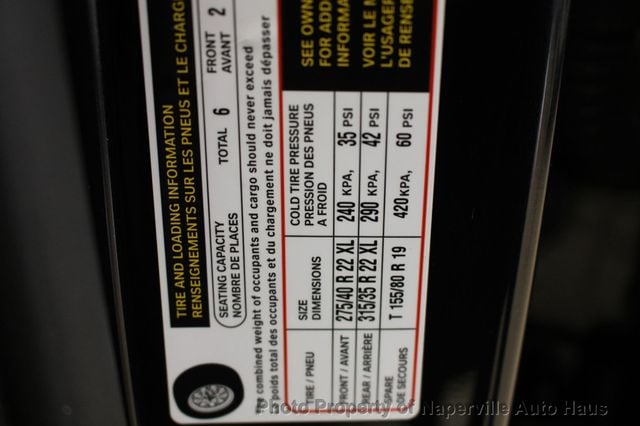 TIRE AND LOADING INFORMATION
RENSEIGNEMENTS SUR LES PNEUS ET LE CHARG
SEATING CAPACITY
NOMBRE DE PLACES
TOTAL 6
FRONT
AVANT 2
The combined weight of occupants and cargo should never exceed
poids total des occupants et du chargement ne doit jamais dépasser
TIRE / PNEU
SIZE
DIMENSIONS
COLD TIRE PRESSURE
PRESSION DES PNEUS
A FROID
FRONT / AVANT
275/40 R 22 XL
240 KPA, 35 PSI
REAR / ARRIÈRE
315/35 R 22 XL
290 KPA, 42 PSI
SPARE
DE SECOURS
T 155/80 R 19
420 KPA, 60 PSI
SEE OWN
FOR ADD
INFORMA
VOIR LE M
L'USAGER
DE RENSE
Photo Property of Naperville Auto Haus